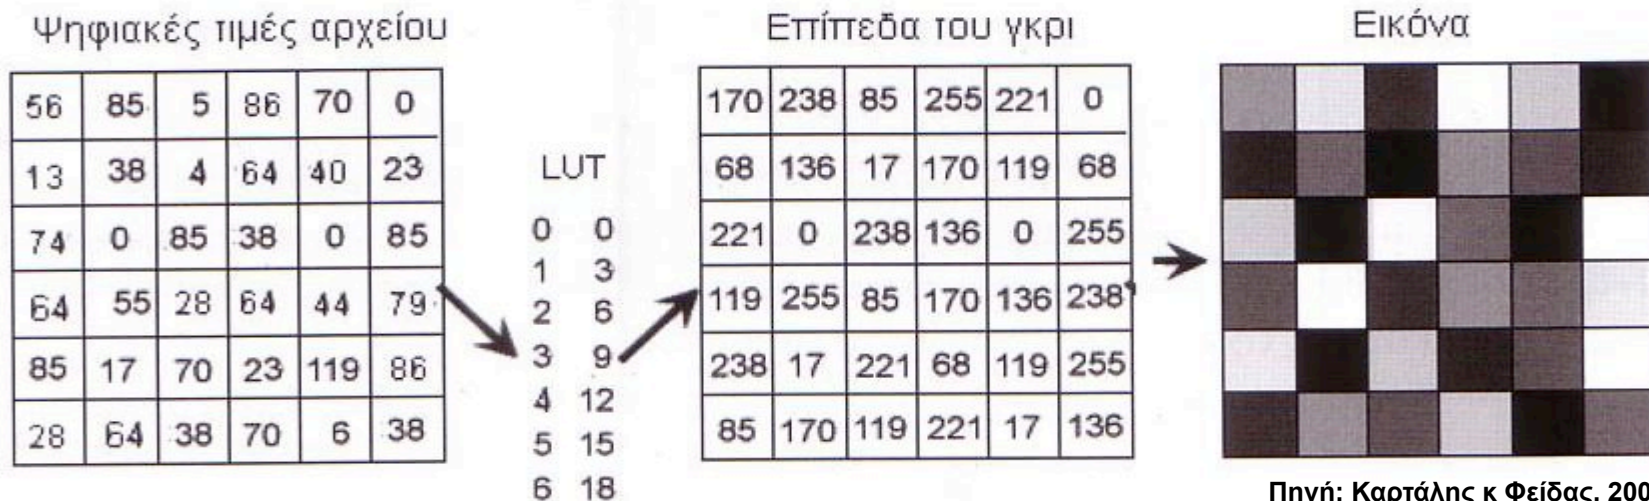 Ψηφιακές τιμές αρχείου
56 85 5 86 70 0
13 38 4 64 40 23
74 0 85 38 0 85
64 55 28 64 44 79
85 17 70 23 119 86
28 64 38 70 6 38
LUT
0 0
1 3
2 6
3 9
4 12
5 15
6 18
Επίπεδα του γκρι
170 238 85 255 221 0
68 136 17 170 119 68
221 0 238 136 0 255
119 255 85 170 136 238
238 17 221 68 119 255
85 170 119 221 17 136
Εικόνα
Πηγή: Καρτάλης κ Φείδας, 200